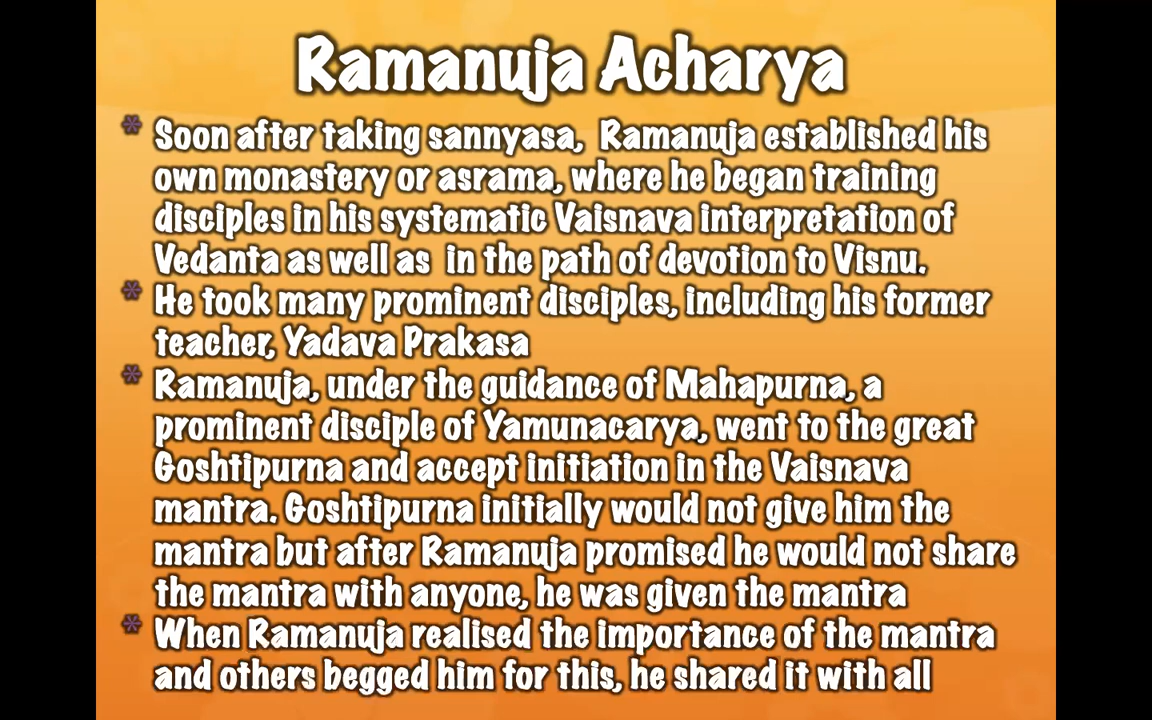 Ramanuja Acharya
* Soon after taking sannyasa, Ramanuja established his
own monastery or asrama, where he began training
disciples in his systematic Vaisnava interpretation of
Vedanta as well as in the path of devotion to Visnu.
* He took many prominent disciples, including his former
teacher, Yadava Prakasa
* Ramanuja, under the guidance of Mahapurna, a
prominent disciple of Yamunacarya, went to the great
Goshtipurna and accept initiation in the Vaisnava
mantra. Goshtipurna initially would not give him the
mantra but after Ramanuja promised he would not share
the mantra with anyone, he was given the mantra
* When Ramanuja realised the importance of the mantra
and others begged him for this, he shared it with all